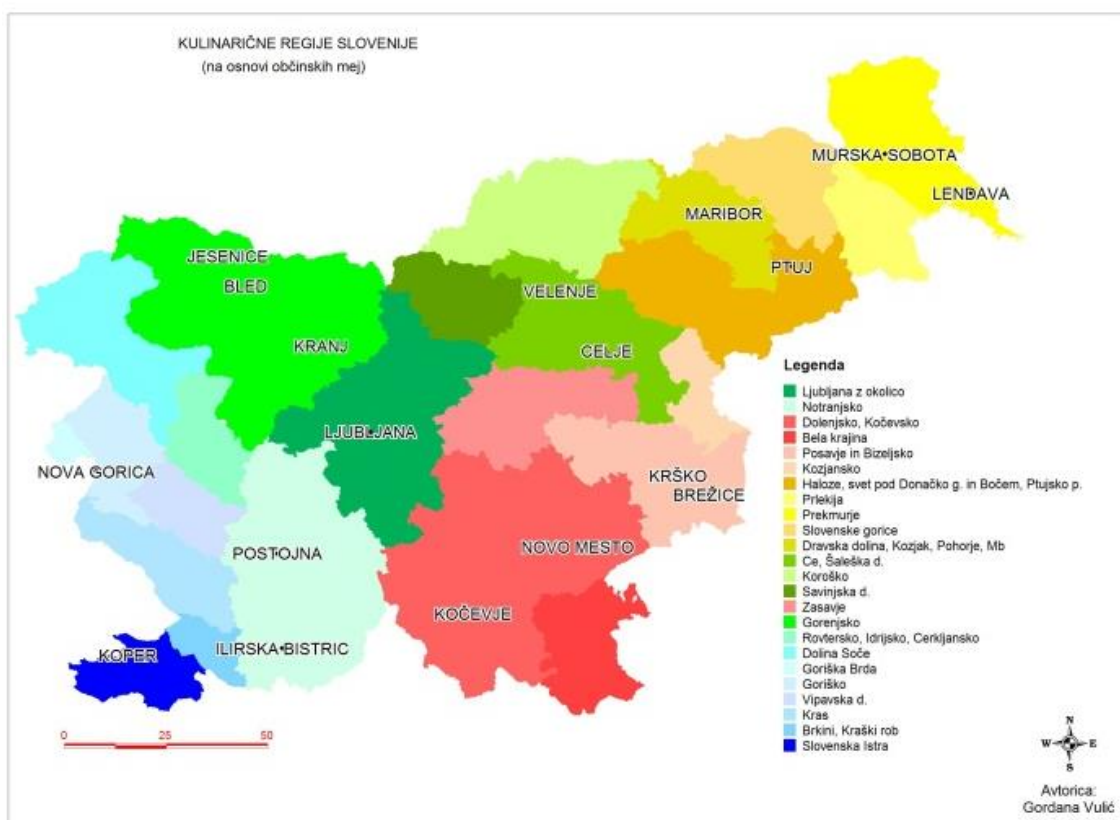 KULINARIČNE REGIJE SLOVENIJE
(na osnovi občinskih mej)
MURSKA SOBOTA
LENDAVA
MARIBOR
PTUJ
JESENICE
BLED
VELENJE
KRANJ
CELJE
LJUBLJANA
NOVA GORICA
KRŠKO
BREŽICE
POSTOJNA
NOVO MESTO
KOČEVJE
KOPER
ILIRSKA BISTRIC
0 25 50
Legenda
Ljubljana z okolico
Notranjsko
Dolenjsko, Kočevsko
Bela krajina
Posavje in Bizeljsko
Kozjansko
Haloze, svet pod Donačko g. in Bočem, Ptujsko p.
Prlekija
Prekmurje
Slovenske gorice
Dravska dolina, Kozjak, Pohorje, Mb
Ce, Šaleška d.
Koroško
Savinjska d.
Zasavje
Gorenjsko
Rovtersko, Idrijsko, Cerkljansko
Dolina Soče
Goriška Brda
Goriško
Vipavska d.
Kras
Brkini, Kraški rob
Slovenska Istra
N
W E
S
Avtorica:
Gordana Vulić